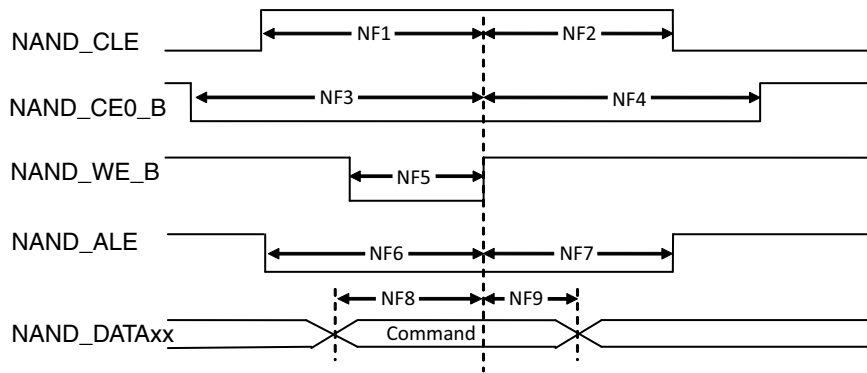 NAND_CLE
NF1
NF2
NAND_CE0_B
NF3
NF4
NAND_WE_B
NF5
NAND_ALE
NF6
NF7
NF8
NF9
NAND_DATAxx
Command